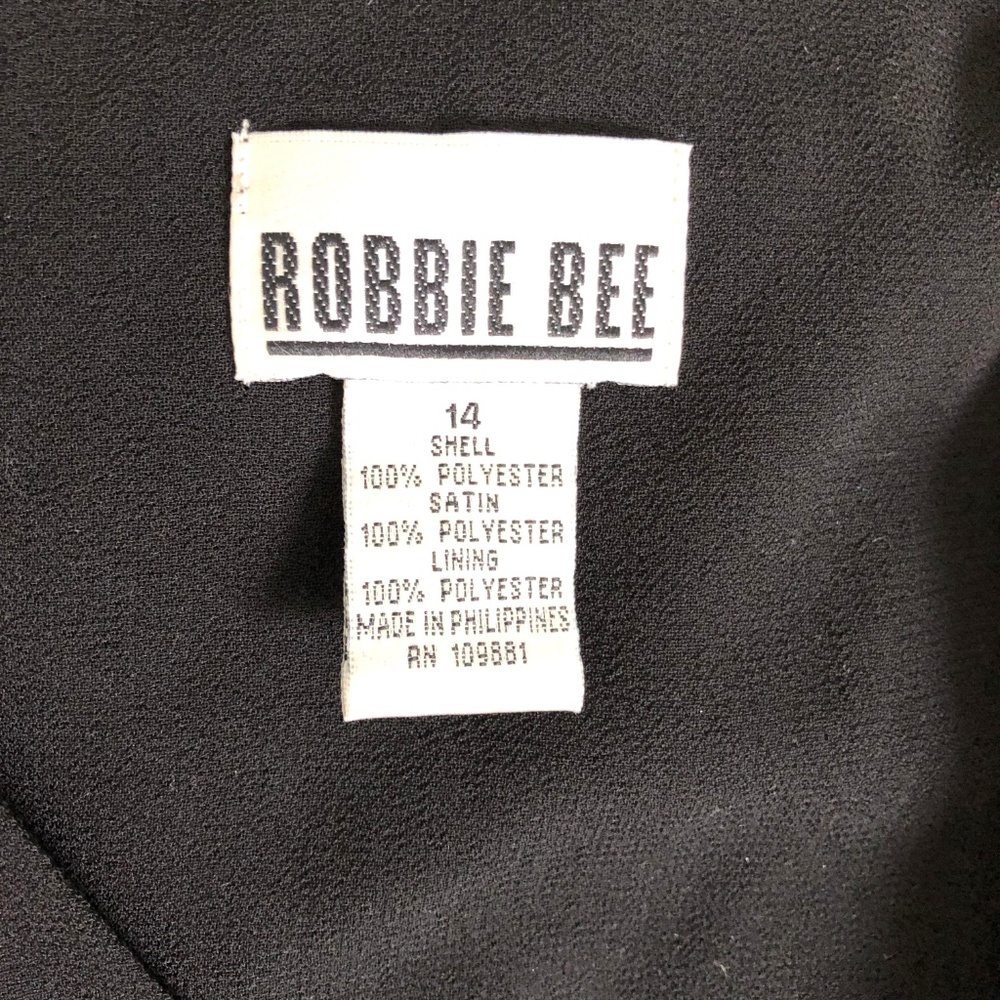 ROBBIE BEE
14
SHELL
100% POLYESTER
SATIN
100% POLYESTER
LINING
100% POLYESTER
MADE IN PHILIPPINES
RN 109881